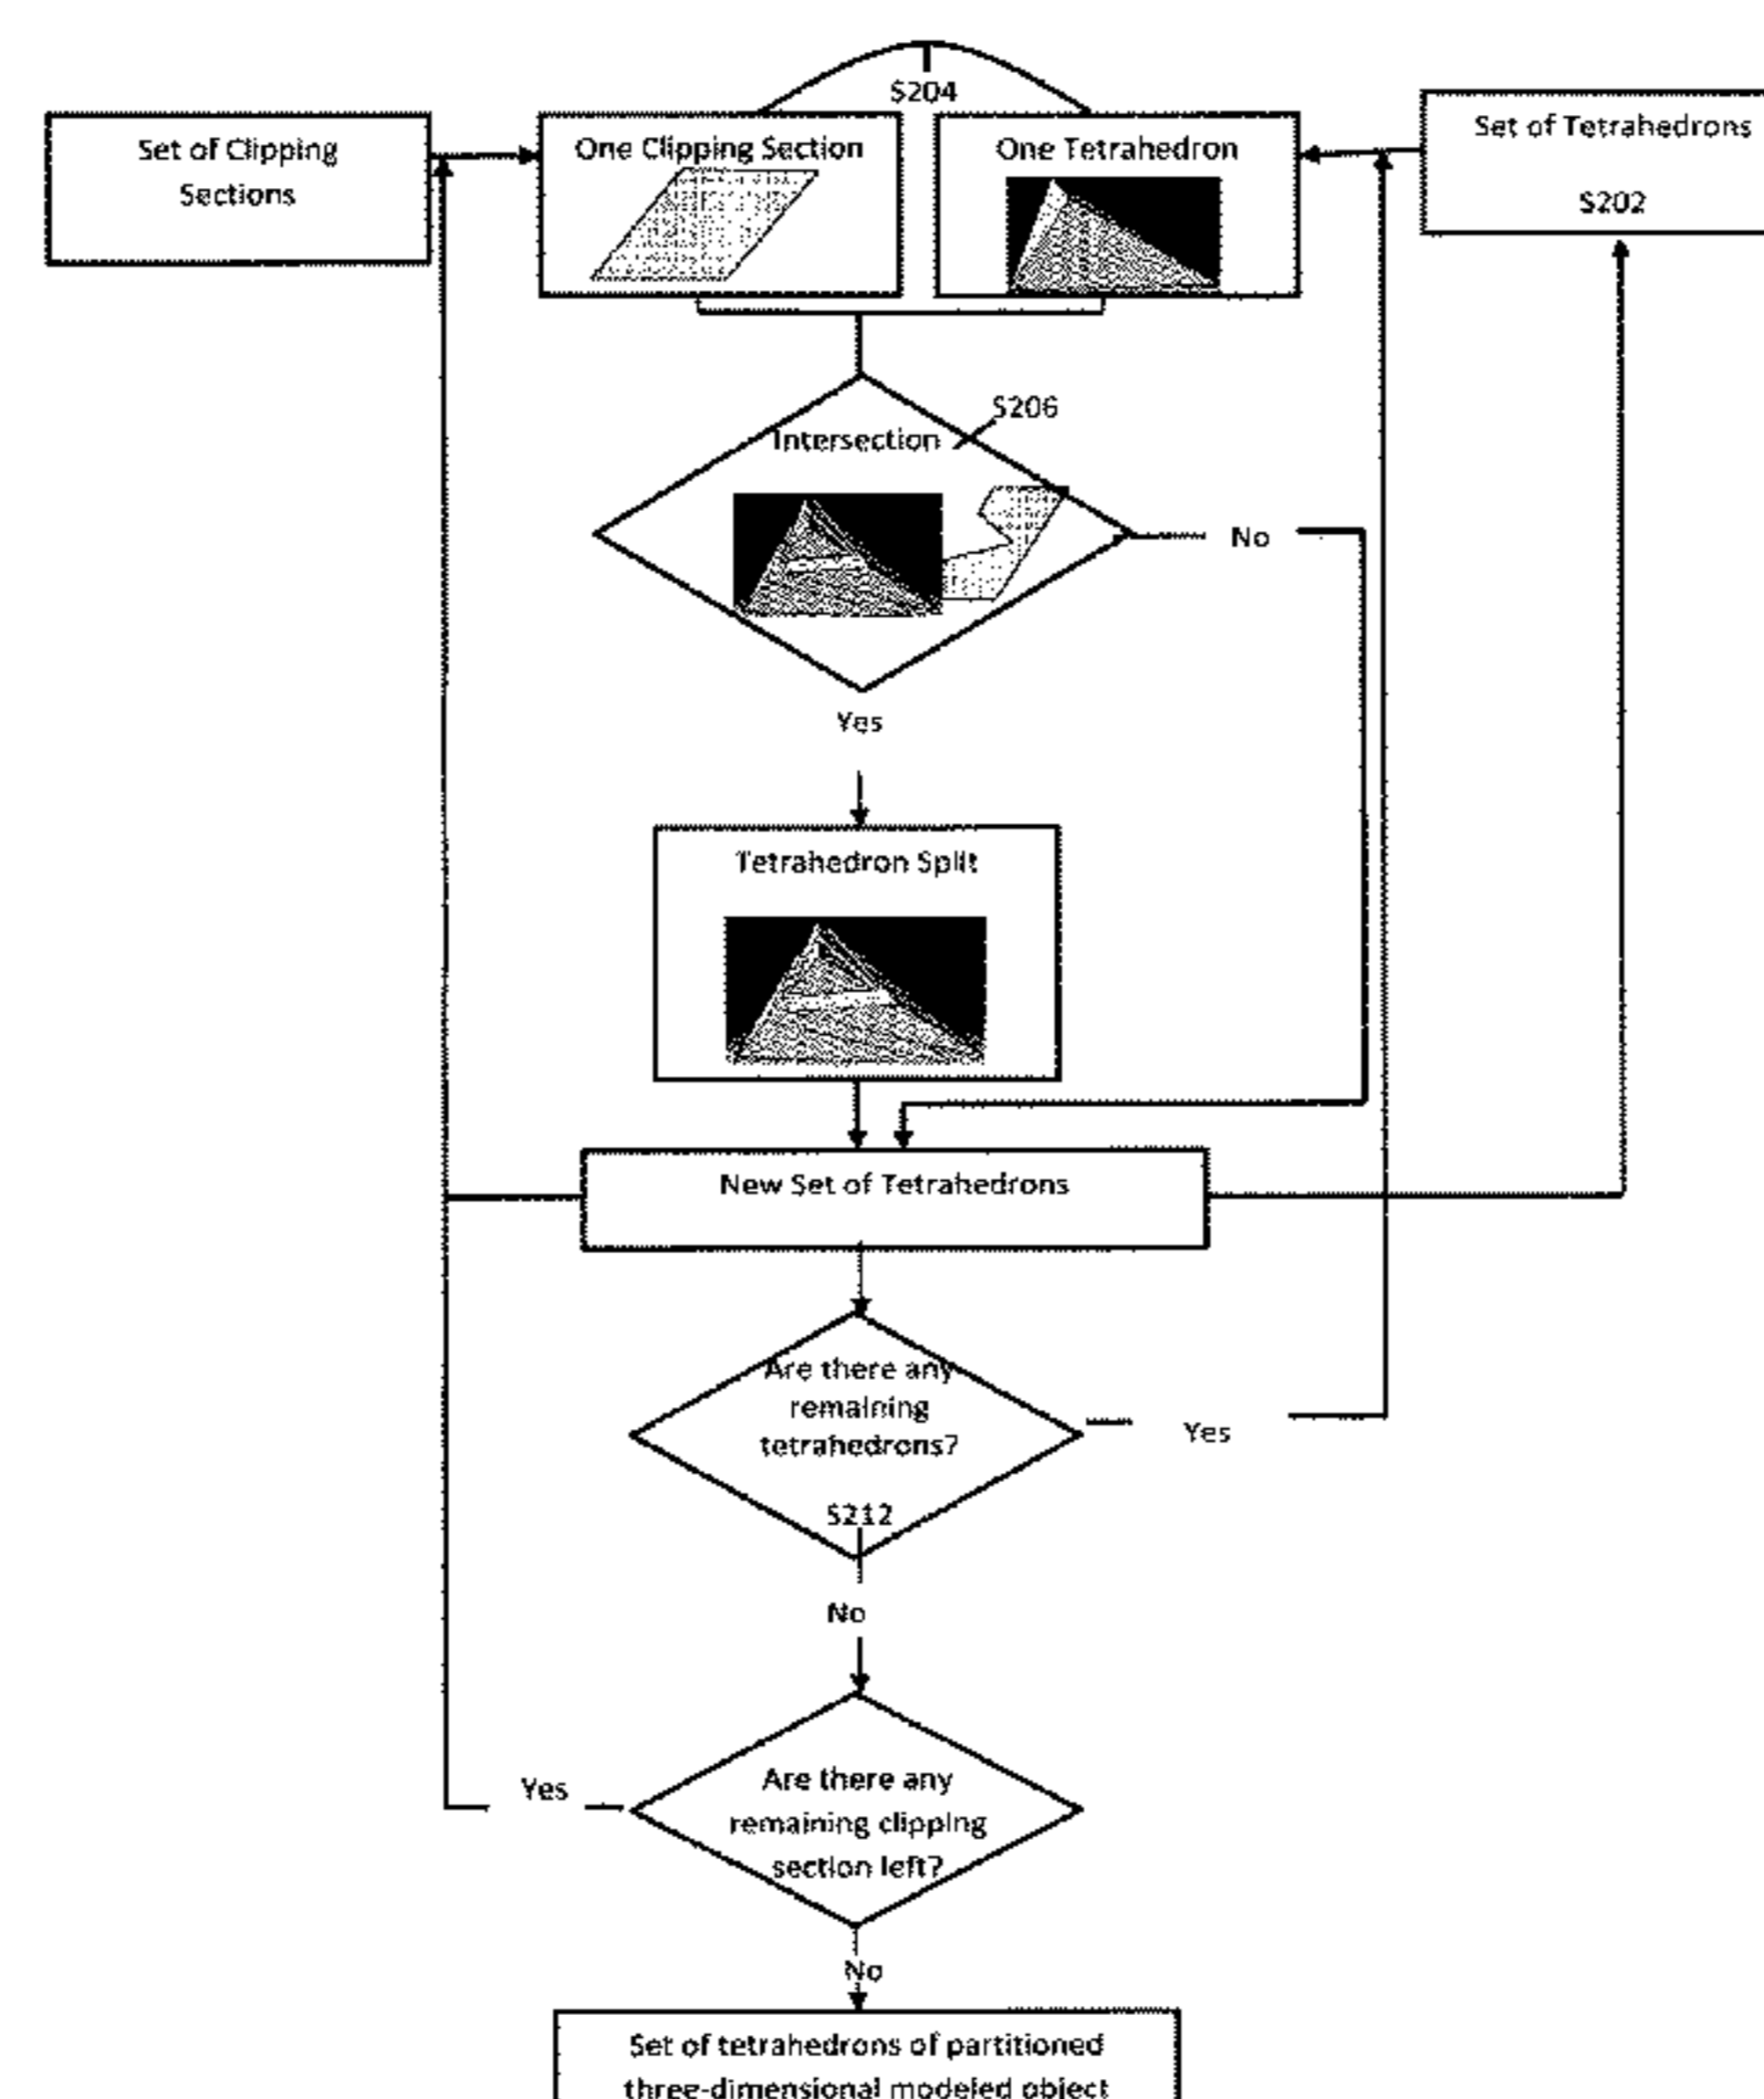 S204
Set of Clipping
Sections
One Clipping Section
One Tetrahedron
Set of Tetrahedrons
S202
S206
Intersection
No
Yes
Tetrahedron Split
New Set of Tetrahedrons
Are there any
remaining
tetrahedrons?
S212
Yes
No
Yes
Are there any
remaining clipping
section left?
No
Set of tetrahedrons of partitioned
three-dimensional modeled object